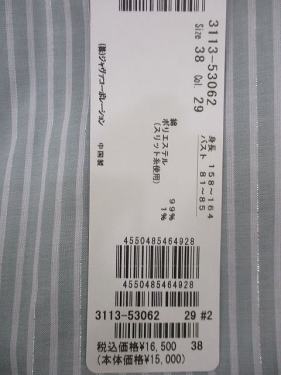 3113-53062
Size 38 Col. 29
身長 158~164
バスト 81~85
綿 99%
ポリエステル 1%
(スリット糸使用)
(株)ジャヴァコーポレーション
中国製
4550485464928
4550485464928
3113-53062 29 #2
税込価格¥16,500 38
(本体価格¥15,000)